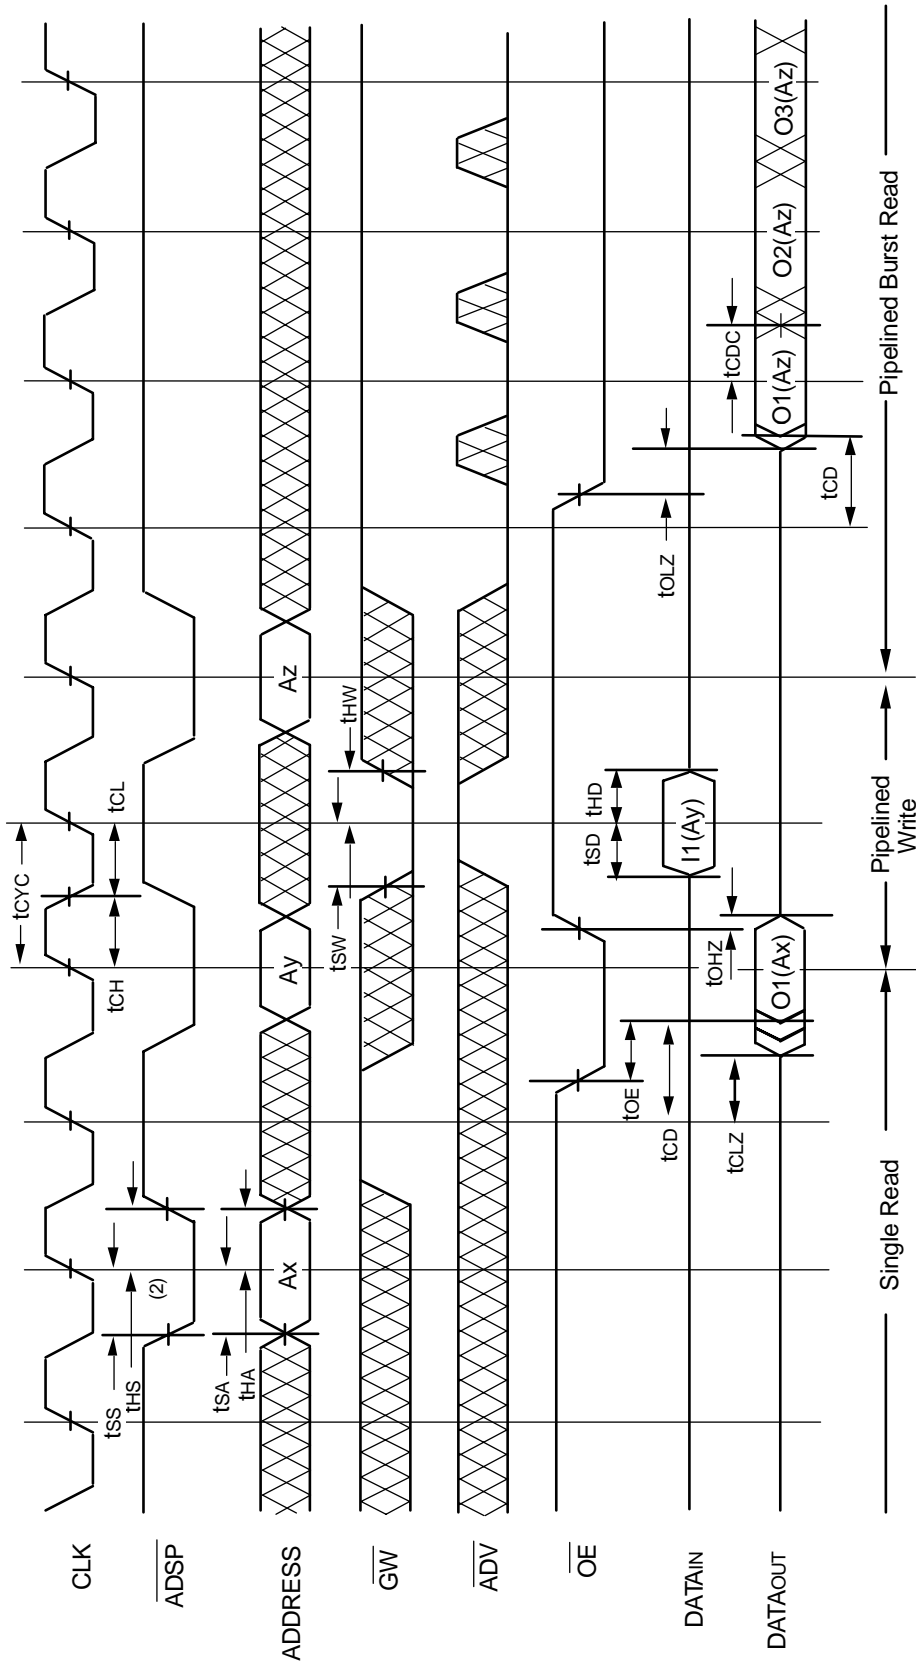 CLK
ADSP
ADDRESS
GW
ADV
OE
DATAIN
DATAOUT
tCYC
tCH
tCL
tSS
tHS
(2)
tSA
tHA
Ax
Ay
Az
tSW
tHW
tOE
tOHZ
tOLZ
tSD
tHD
I1(Ay)
tCD
tCLZ
tCDC
tCD
O1(Ax)
O1(Az)
O2(Az)
O3(Az)
Single Read
Pipelined
Write
Pipelined Burst Read